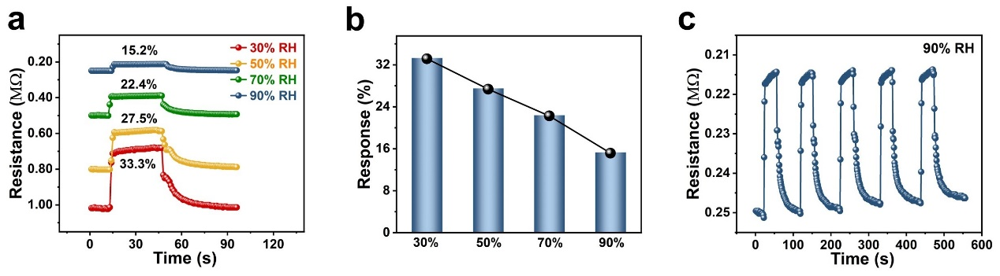 a
b
c
0.20
0.40
0.60
0.80
1.00
Resistance (MΩ)
15.2%
22.4%
27.5%
33.3%
30% RH
50% RH
70% RH
90% RH
0
30
60
90
120
Time (s)
32
24
16
8
0
Response (%)
30%
50%
70%
90%
90% RH
0.21
0.22
0.23
0.24
0.25
Resistance (MΩ)
0
100
200
300
400
500
600
Time (s)